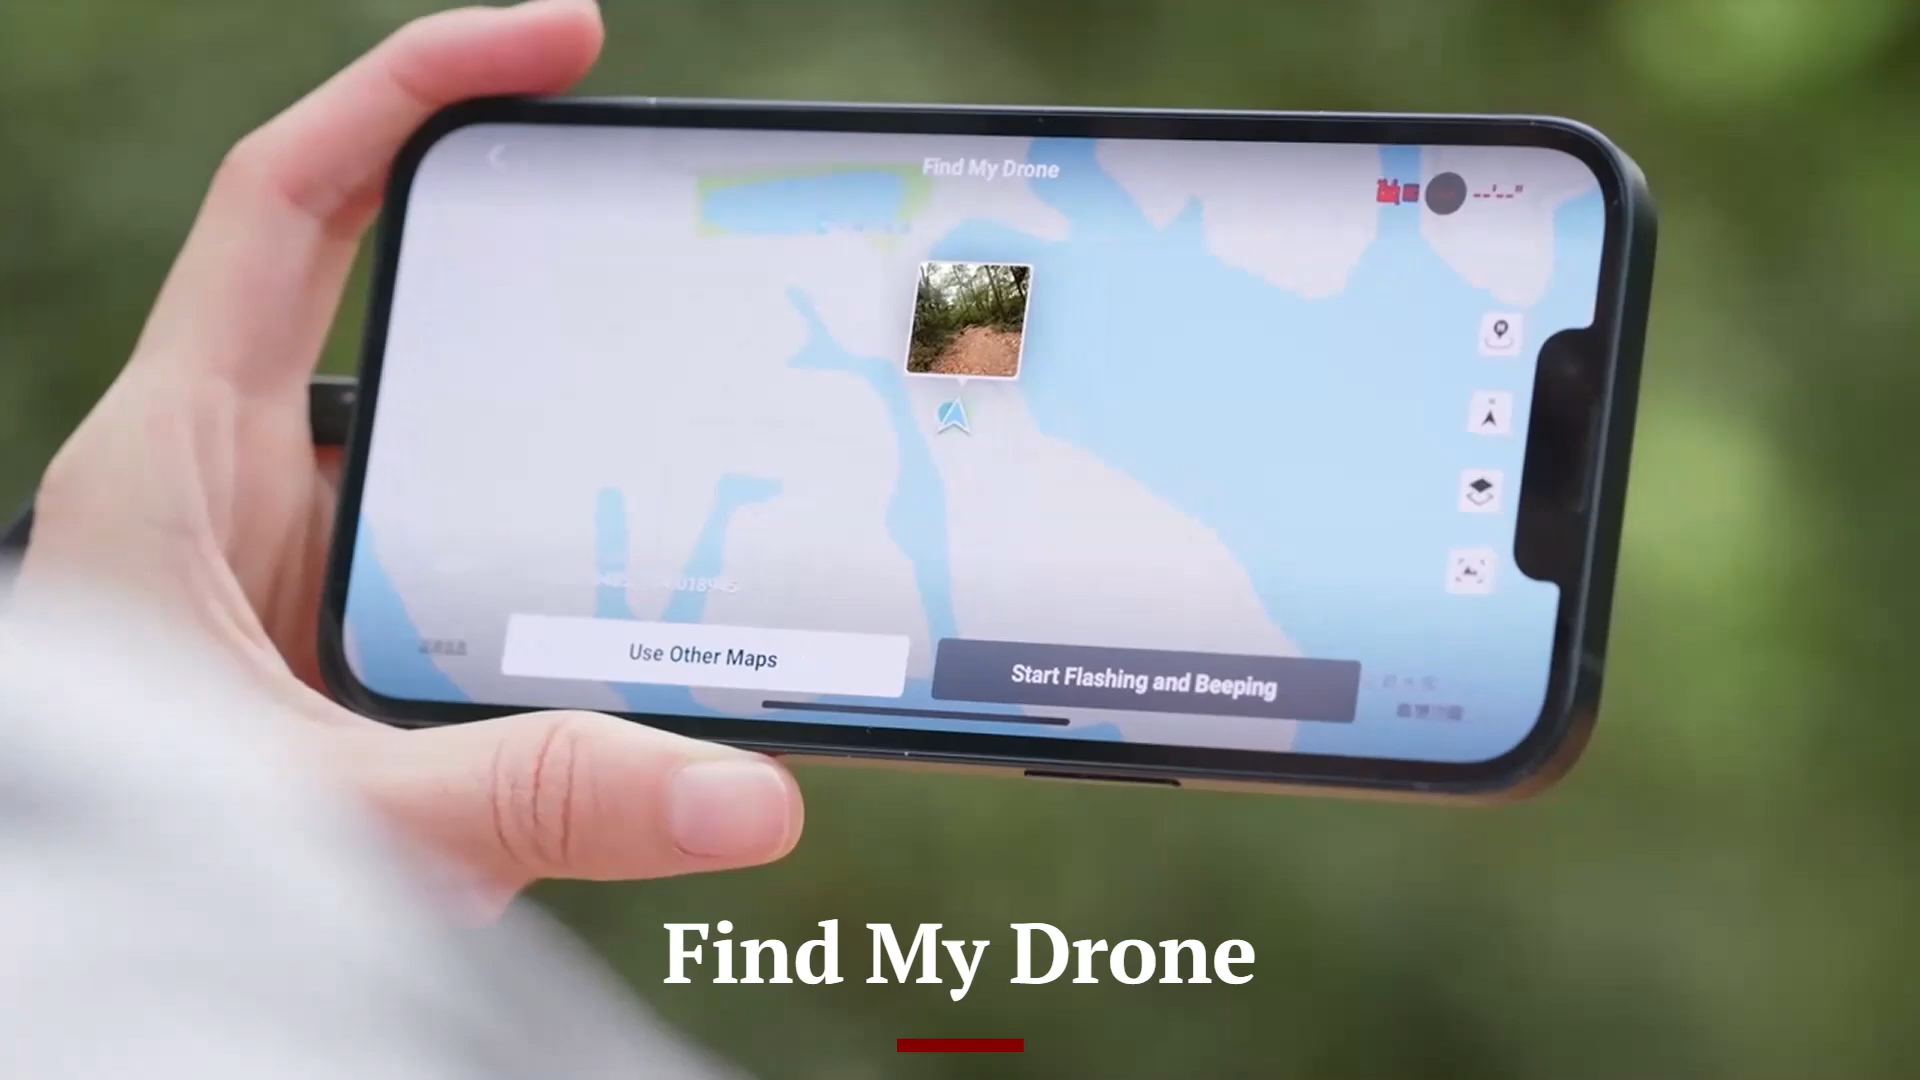 Find My Drone
Use Other Maps
Start Flashing and Beeping
Find My Drone